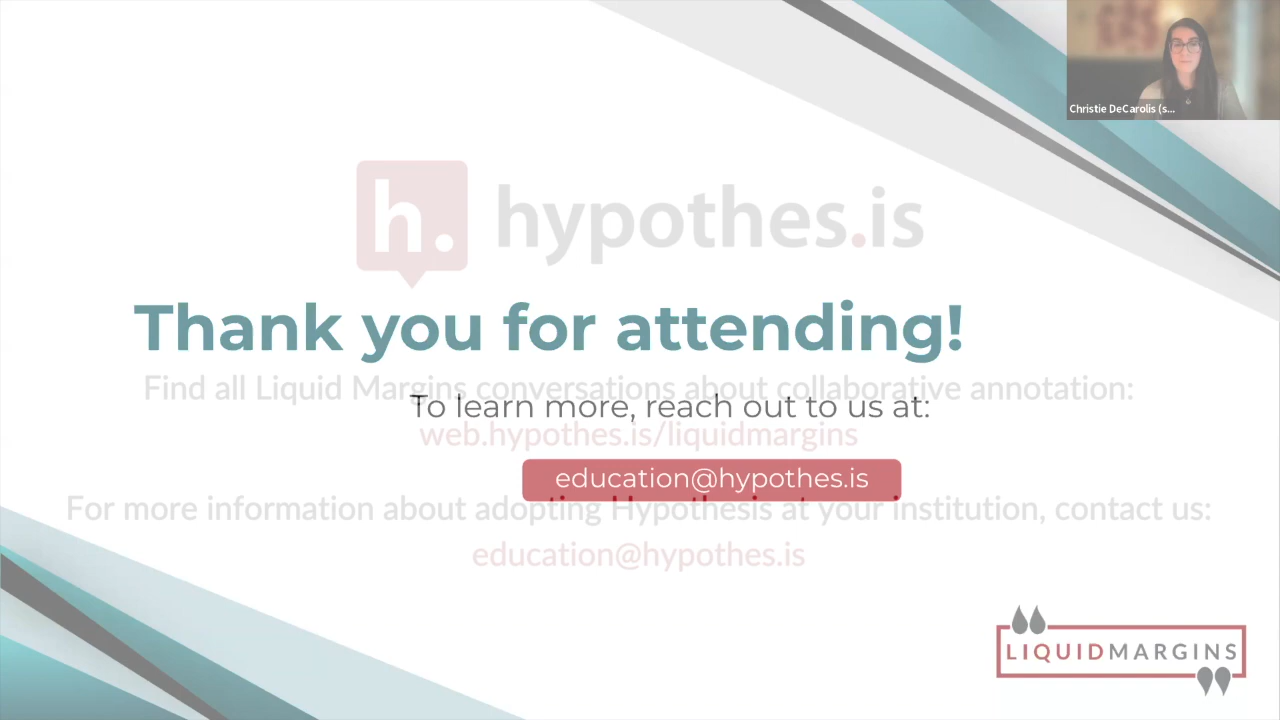 Christie DeCarolis (s...
h. hypothes.is
Thank you for attending!
Find all Liquid Margins conversations about collaborative annotation:
To learn more, reach out to us at:
web.hypothes.is/liquidmargins
education@hypothes.is
For more information about adopting Hypothesis at your institution, contact us:
education@hypothes.is
LIQUIDMARGINS